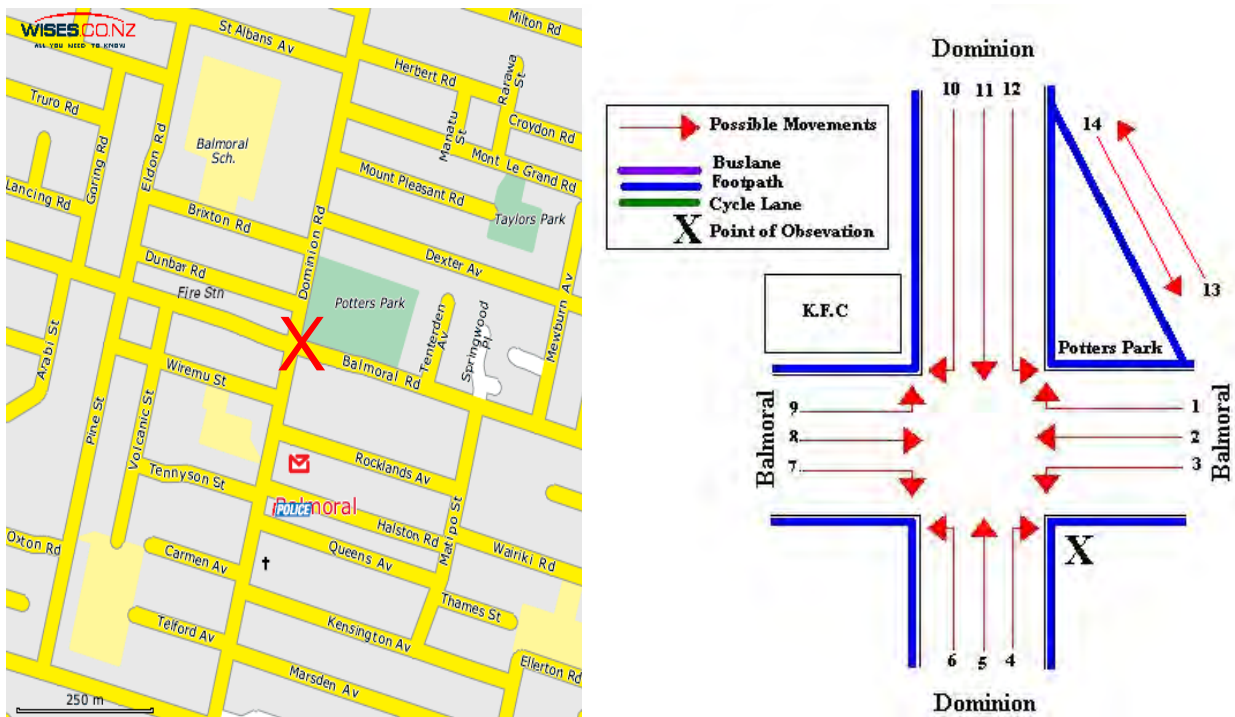 WISES.CO.NZ
ALL YOU NEED TO KNOW
St Albans Av
Milton Rd
Herbert Rd
Rarawa St
Truro Rd
Goring Rd
Eldon Rd
Balmoral Sch.
Manatu St
Croydon Rd
Mont Le Grand Rd
Mount Pleasant Rd
Lancing Rd
Brixton Rd
Dominion Rd
Taylors Park
Dunbar Rd
Dexter Av
Fire Stn
Potters Park
Tenterden Av
Springwood Pl
Mewburn Av
Arabi St
Balmoral Rd
Wiremu St
Pine St
Volcanic St
Rocklands Av
Tennyson St
Balmoral
POLICE
Halston Rd
Matipo St
Wairiki Rd
Oxton Rd
Carmen Av
Queens Av
Thames St
Telford Av
Kensington Av
Ellerton Rd
Marsden Av
250 m
Dominion
10 11 12
Possible Movements
Buslane
Footpath
Cycle Lane
X Point of Obsevation
14
13
K.F.C
Potters Park
Balmoral
9
8
7
1
2
3
Balmoral
X
6 5 4
Dominion